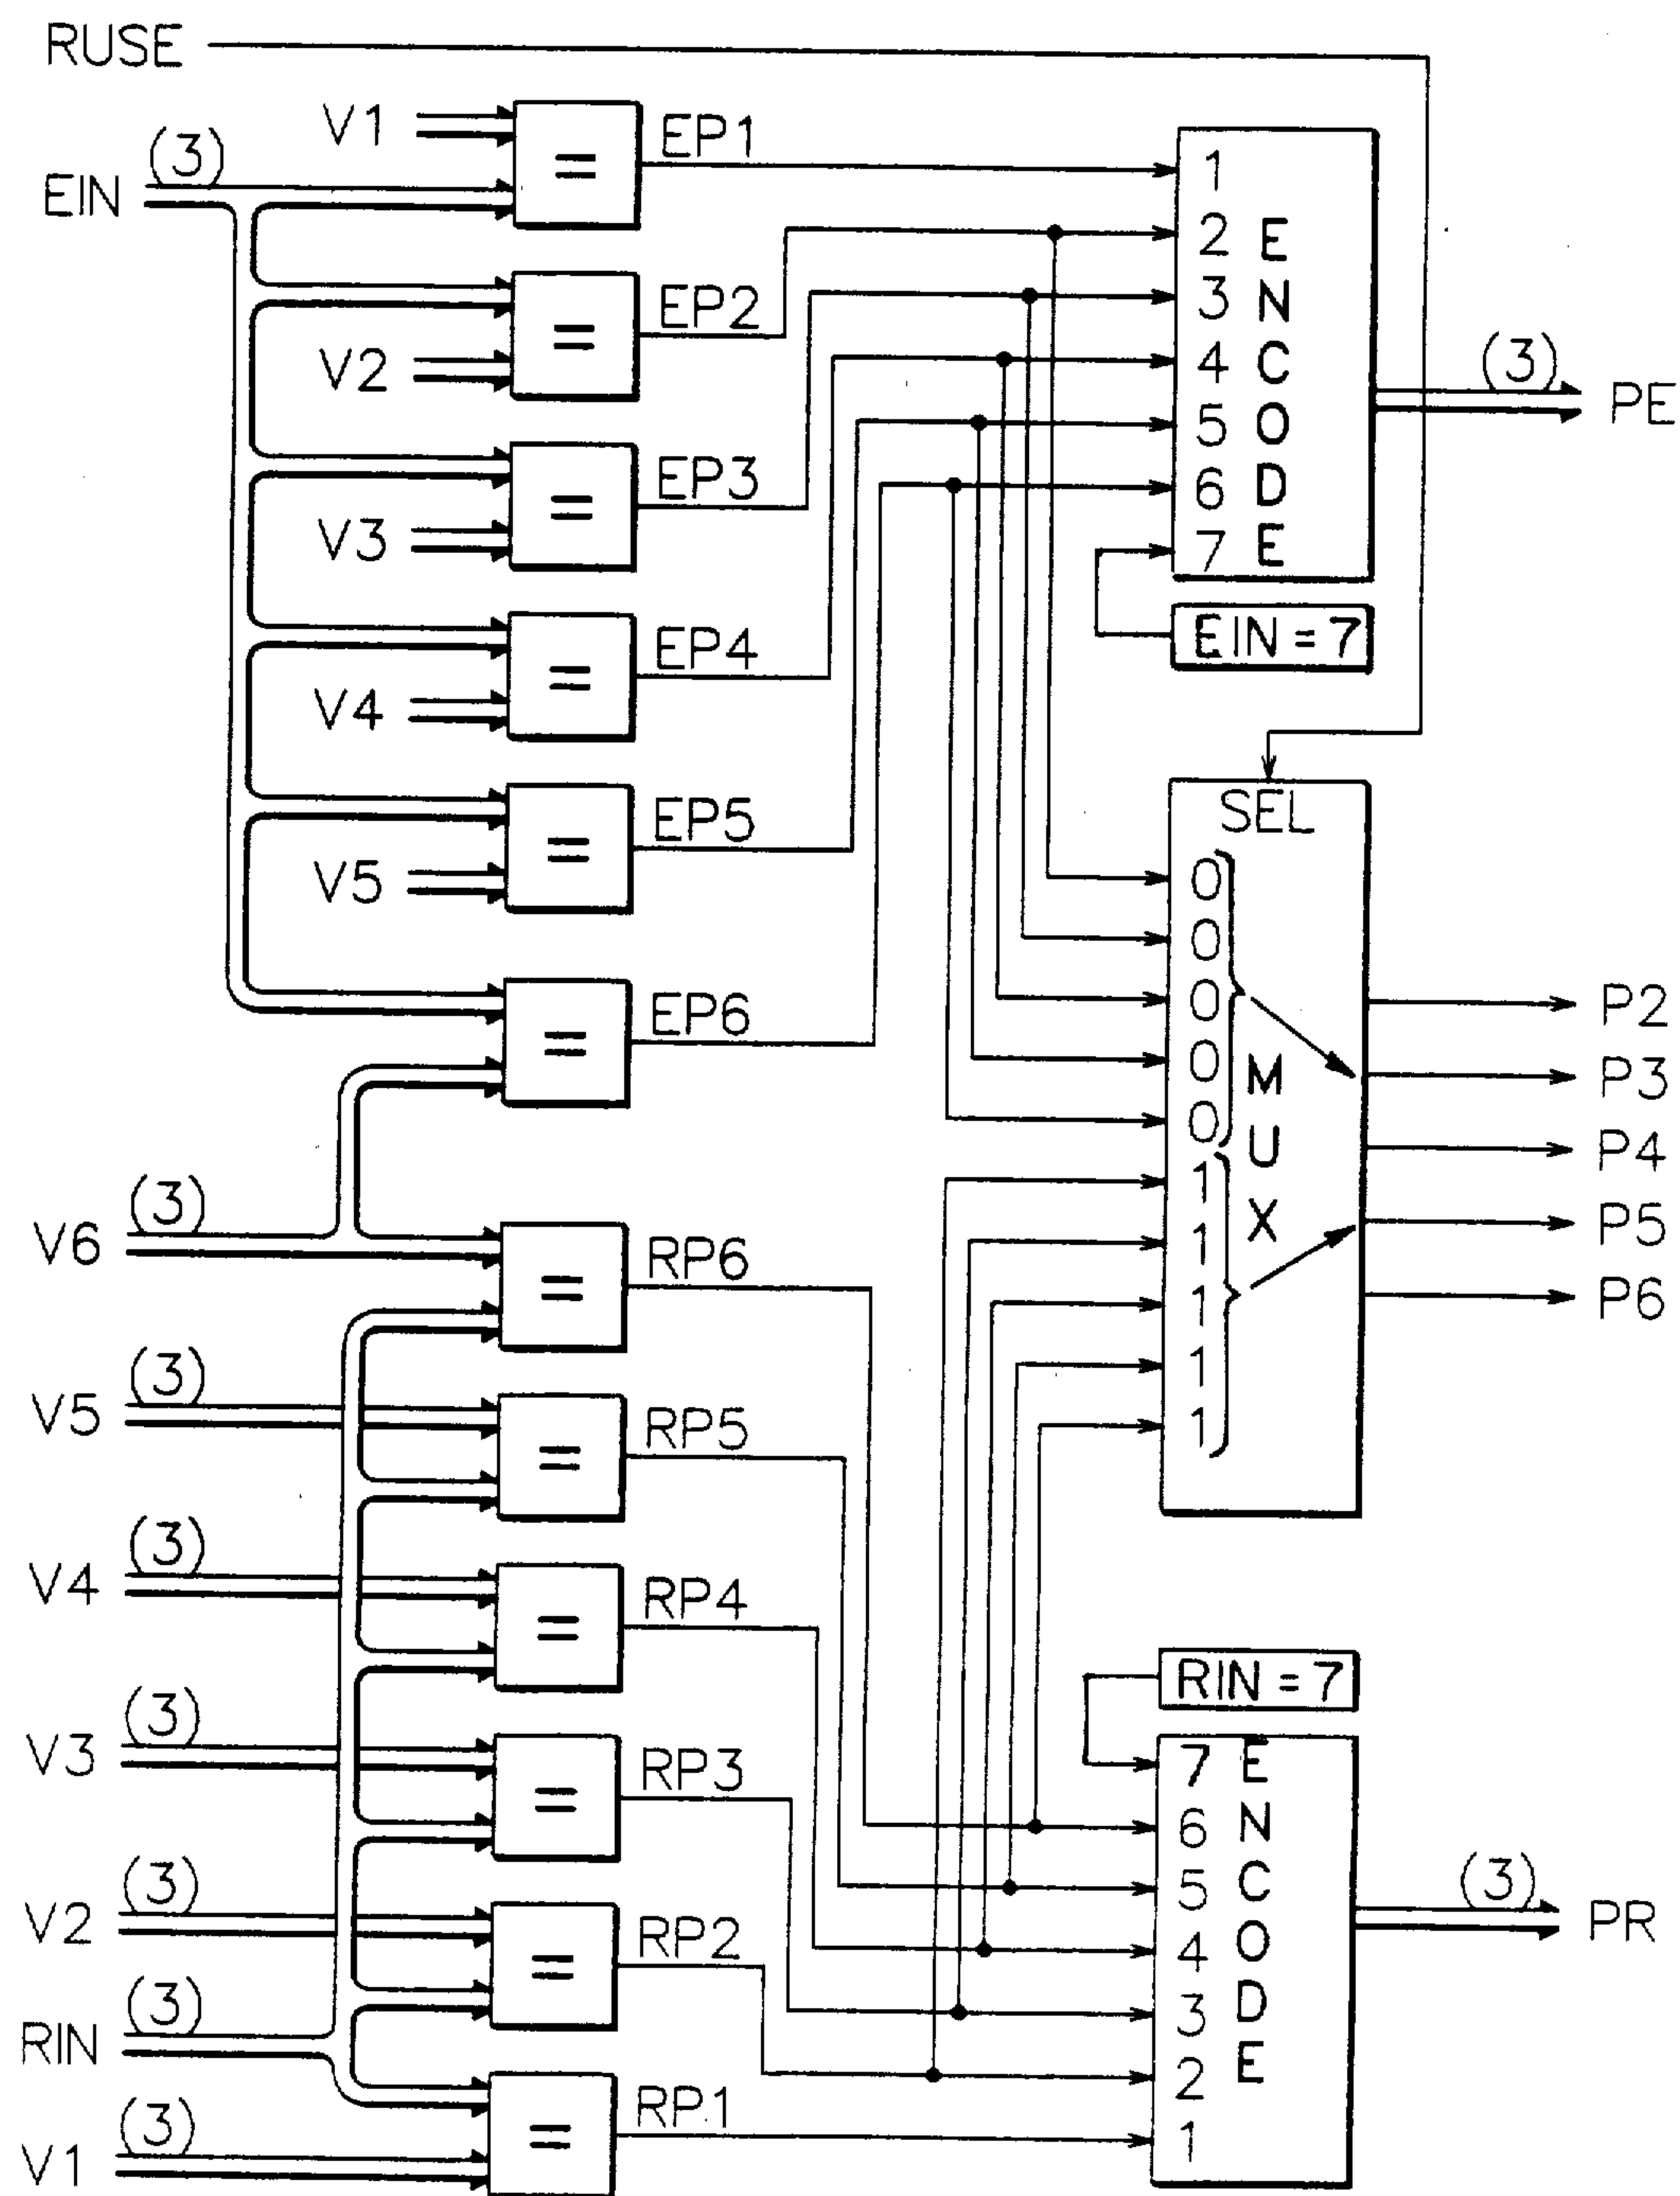 RUSE
V1
(3)
EIN
=
EP1
V2
=
EP2
V3
=
EP3
V4
=
EP4
V5
=
EP5
=
EP6
1
2
3
4
5
6
7
ENCODE
(3)
PE
EIN = 7
SEL
0
0
0
0
0
1
1
1
1
1
MUX
P2
P3
P4
P5
P6
V6
(3)
=
RP6
V5
(3)
=
RP5
V4
(3)
=
RP4
V3
(3)
=
RP3
V2
(3)
=
RP2
RIN
(3)
V1
(3)
=
RP1
RIN = 7
7
6
5
4
3
2
1
ENCODE
(3)
PR